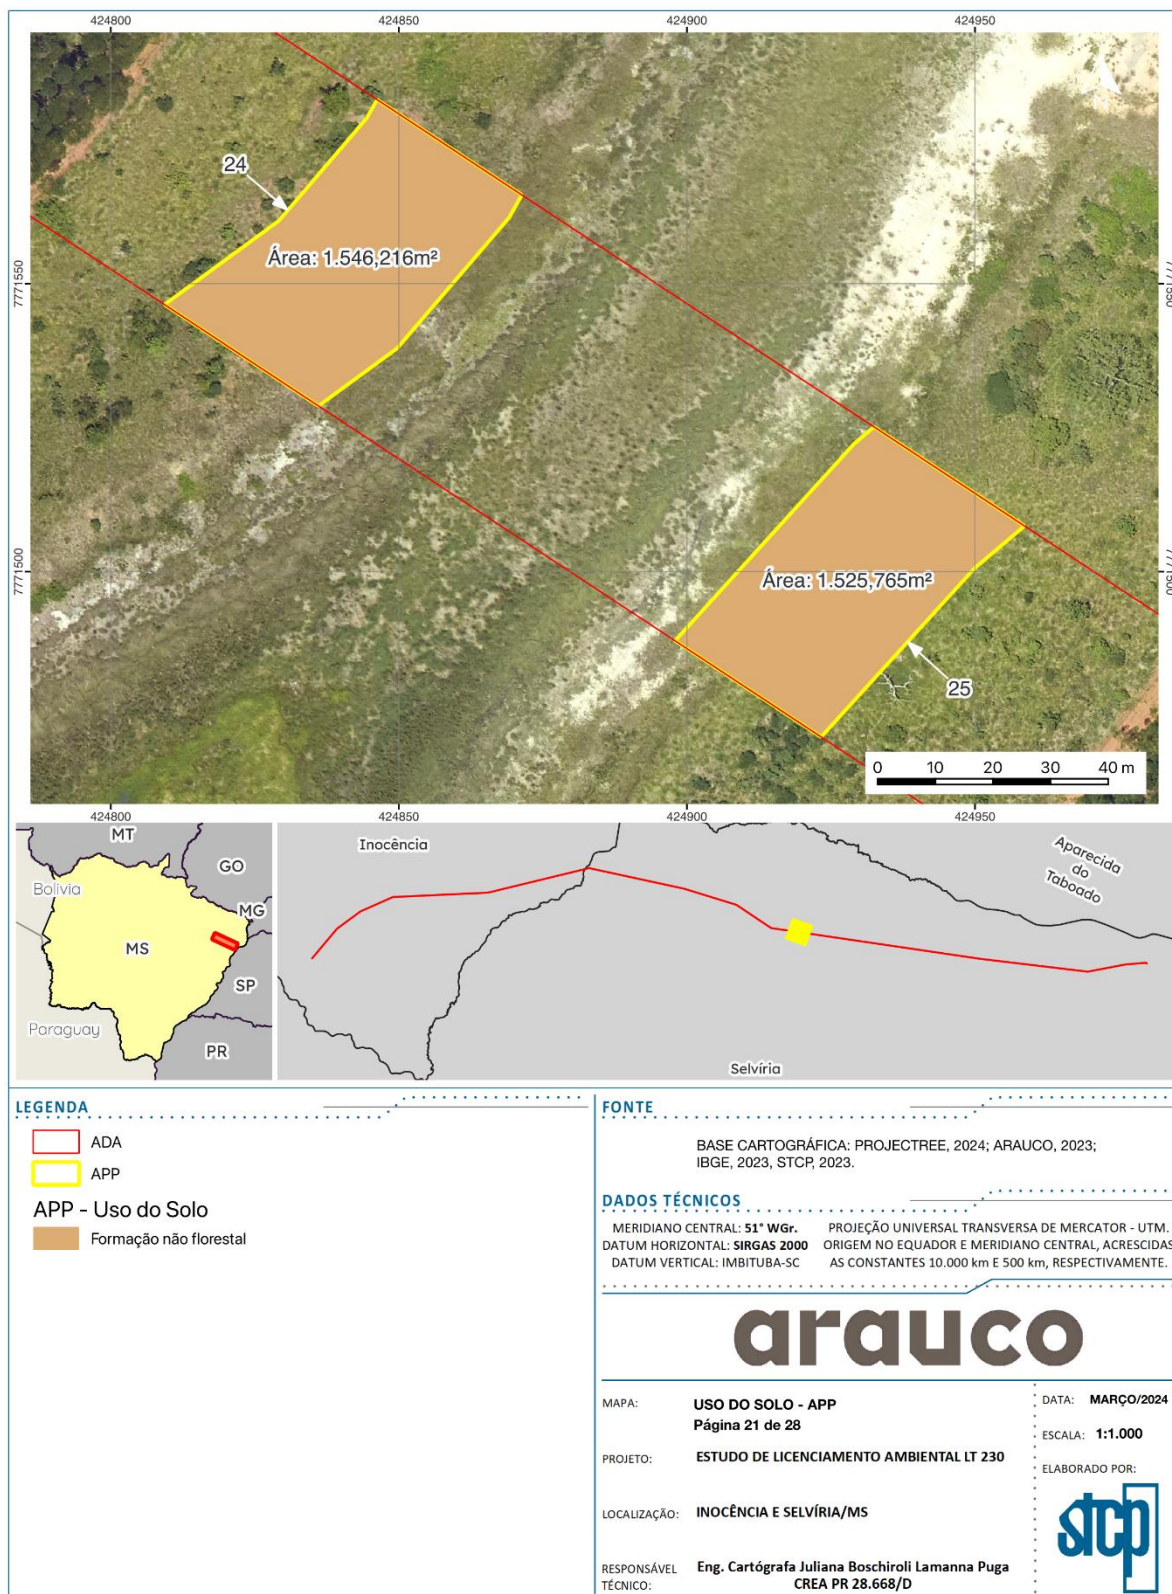 424800 424850 424900 424950
24
Área: 1.546,216m²
7771550
7771550
7771500
7771500
Área: 1.525,765m²
25
0 10 20 30 40 m
424800 424850 424900 424950
MT
GO
Bolivia
MG
MS
SP
Paraguay
PR
Inocência
Aparecida
do
Taboado
Selvíria
LEGENDA
ADA
APP
APP - Uso do Solo
Formação não florestal
FONTE
BASE CARTOGRÁFICA: PROJECTREE, 2024; ARAUCO, 2023;
IBGE, 2023, STCP, 2023.
DADOS TÉCNICOS
MERIDIANO CENTRAL: 51° WGr.
DATUM HORIZONTAL: SIRGAS 2000
DATUM VERTICAL: IMBITUBA-SC
PROJEÇÃO UNIVERSAL TRANSVERSA DE MERCATOR - UTM.
ORIGEM NO EQUADOR E MERIDIANO CENTRAL, ACRESCIDAS
AS CONSTANTES 10.000 km E 500 km, RESPECTIVAMENTE.
arauco
MAPA: USO DO SOLO - APP
Página 21 de 28
PROJETO: ESTUDO DE LICENCIAMENTO AMBIENTAL LT 230
LOCALIZAÇÃO: INOCÊNCIA E SELVÍRIA/MS
RESPONSÁVEL
TÉCNICO:
Eng. Cartógrafa Juliana Boschiroli Lamanna Puga
CREA PR 28.668/D
DATA: MARÇO/2024
ESCALA: 1:1.000
ELABORADO POR:
stcp